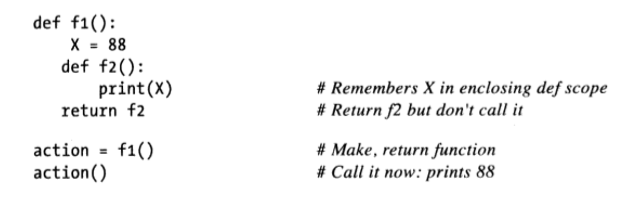 def f1():
    X = 88
    def f2():
        print(X)                # Remembers X in enclosing def scope
    return f2                   # Return f2 but don't call it

action = f1()                   # Make, return function
action()                        # Call it now: prints 88